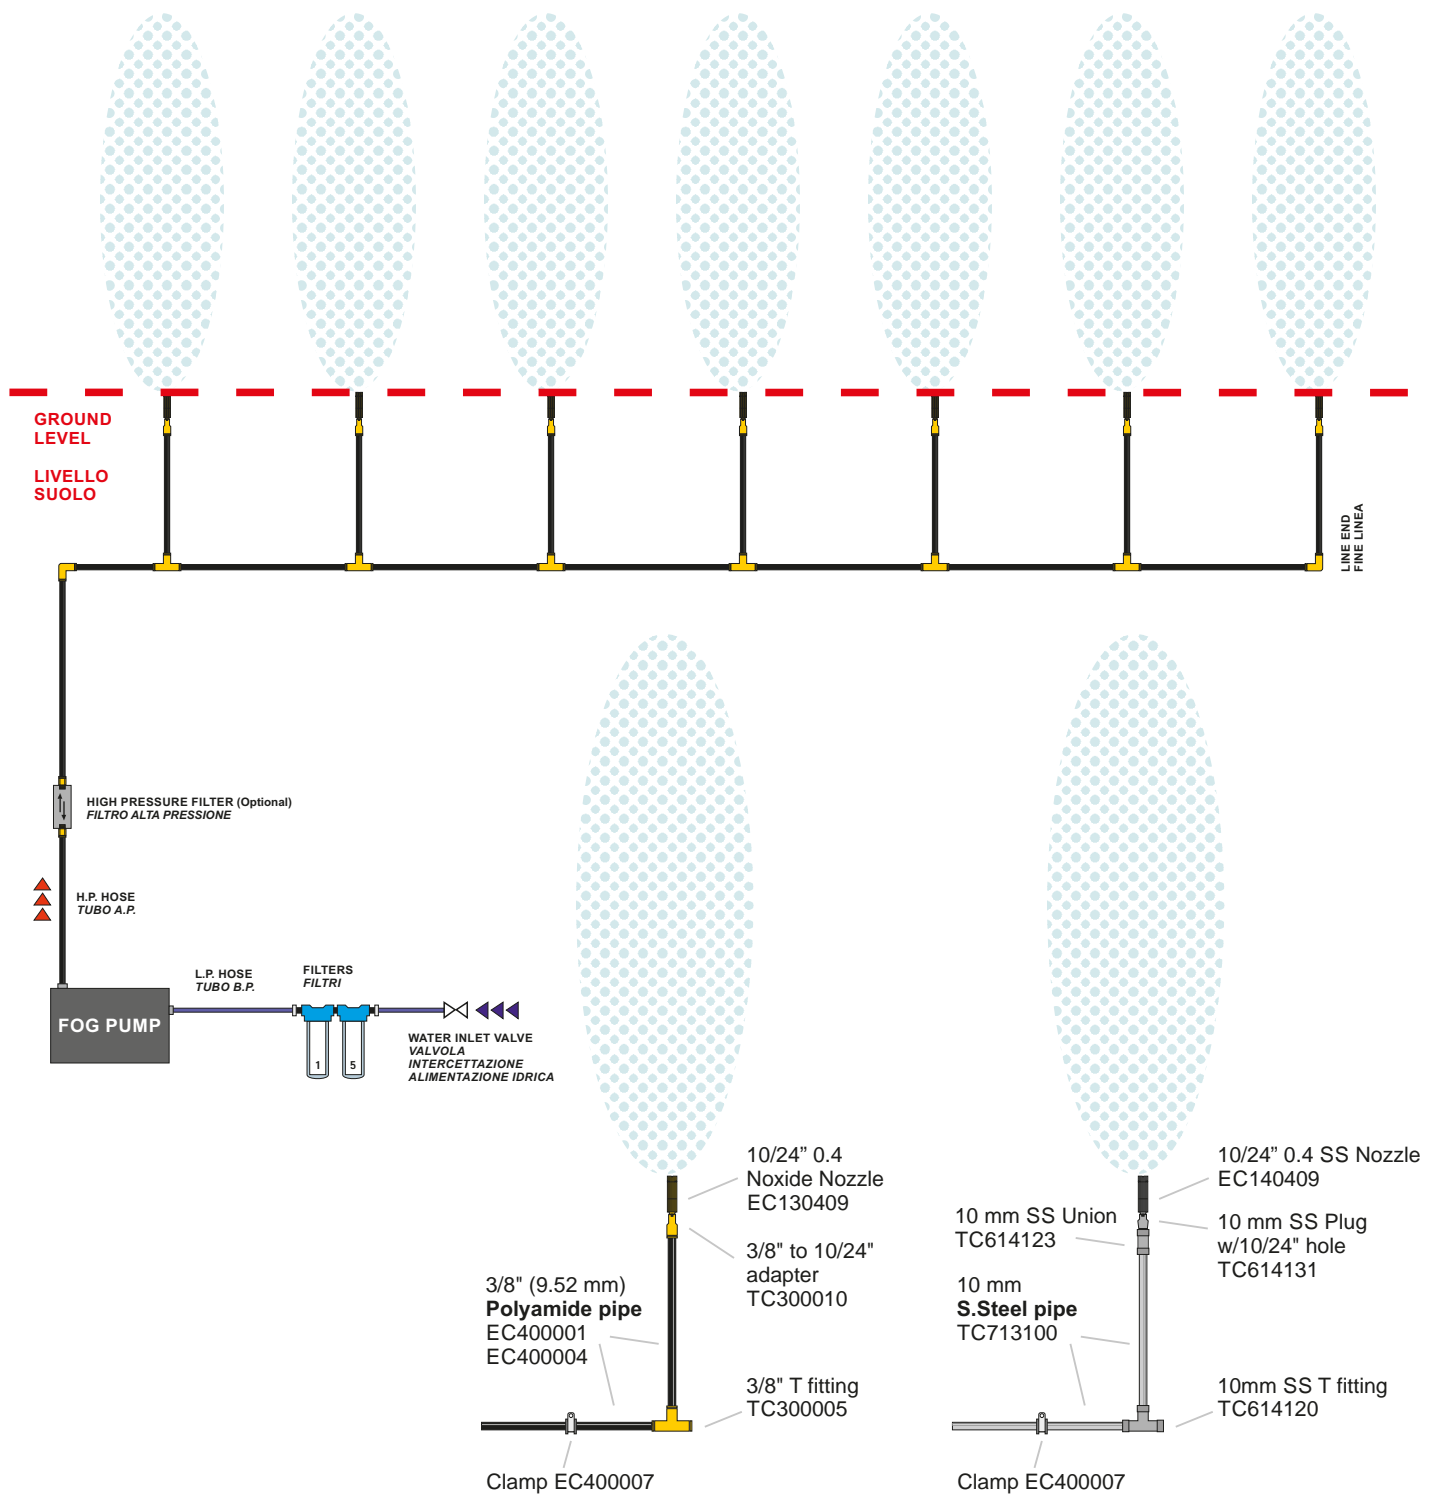 GROUND
LEVEL
LIVELLO
SUOLO
LINE END
FINE LINEA
HIGH PRESSURE FILTER (Optional)
FILTRO ALTA PRESSIONE
H.P. HOSE
TUBO A.P.
L.P. HOSE
TUBO B.P.
FILTERS
FILTRI
FOG PUMP
1
5
WATER INLET VALVE
VALVOLA
INTERCETTAZIONE
ALIMENTAZIONE IDRICA
10/24” 0.4
Noxide Nozzle
EC130409
3/8" to 10/24"
adapter
TC300010
3/8" (9.52 mm)
Polyamide pipe
EC400001
EC400004
3/8" T fitting
TC300005
Clamp EC400007
10/24” 0.4 SS Nozzle
EC140409
10 mm SS Union
TC614123
10 mm SS Plug
w/10/24" hole
TC614131
10 mm
S.Steel pipe
TC713100
10mm SS T fitting
TC614120
Clamp EC400007